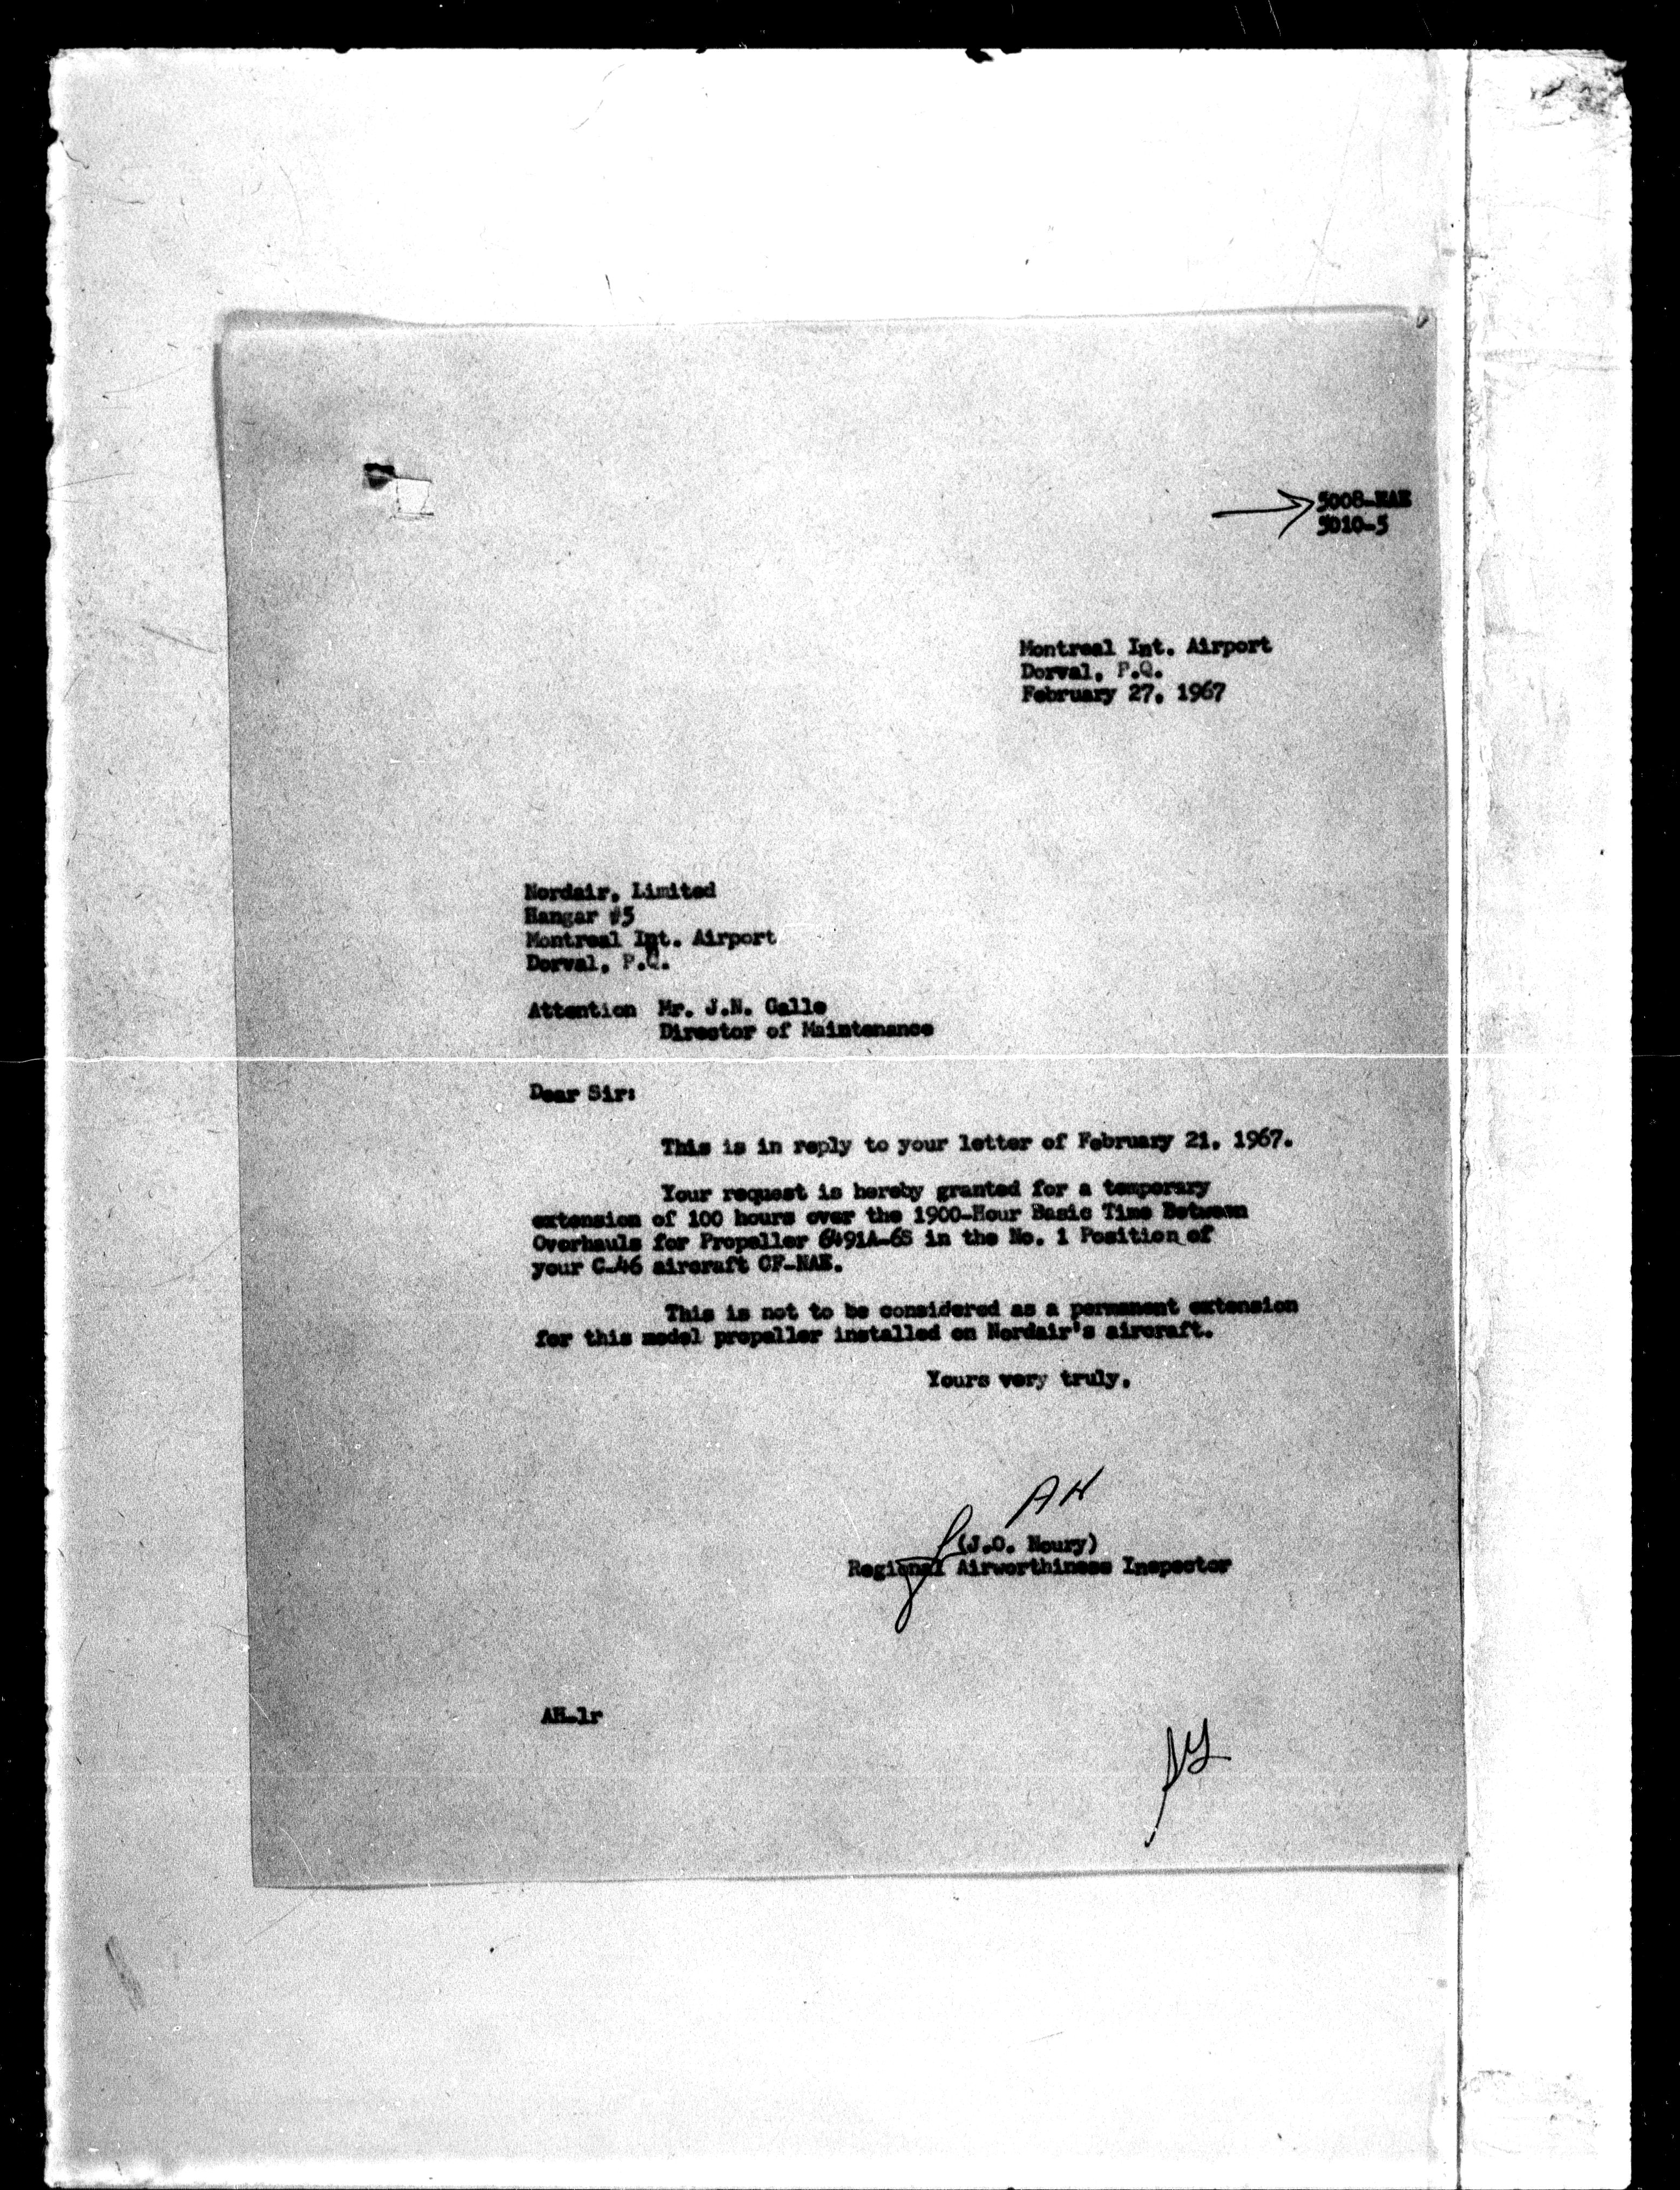 5008-NAE
5010-5
Montreal Int. Airport
Dorval, P.Q.
February 27, 1967
Nordair, Limited
Hangar #5
Montreal Int. Airport
Dorval, P.Q.
Attention Mr. J.N. Galle
Director of Maintenance
Dear Sir:
This is in reply to your letter of February 21, 1967.
Your request is hereby granted for a temporary
extension of 100 hours over the 1900-Hour Basic Time Between
Overhauls for Propeller 6491A-6S in the No. 1 Position of
your C-46 aircraft CF-NAE.
This is not to be considered as a permanent extension
for this model propeller installed on Nordair's aircraft.
Yours very truly,
AH
(J.O. Noury)
Regional Airworthiness Inspector
AH-lr